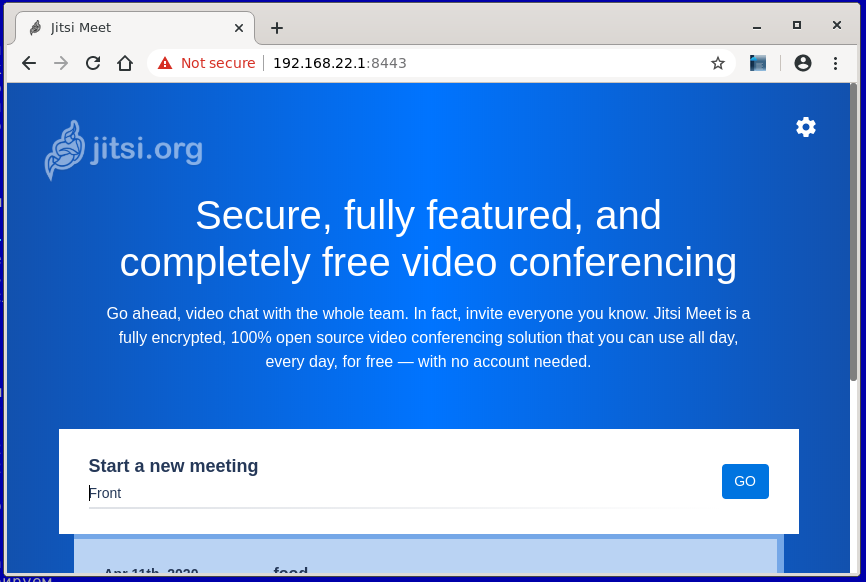 Jitsi Meet
Not secure 192.168.22.1:8443
jitsi.org
Secure, fully featured, and
completely free video conferencing
Go ahead, video chat with the whole team. In fact, invite everyone you know. Jitsi Meet is a
fully encrypted, 100% open source video conferencing solution that you can use all day,
every day, for free — with no account needed.
Start a new meeting
Front
GO
Apr 11th, 2020 food